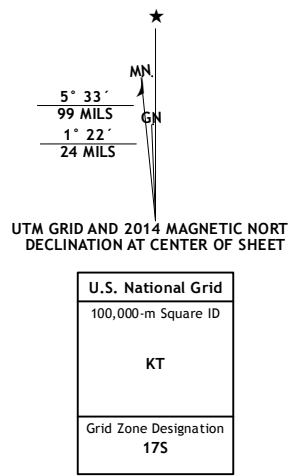 ★
MN.
5° 33´
99 MILS
GN
1° 22´
24 MILS
UTM GRID AND 2014 MAGNETIC NORT
DECLINATION AT CENTER OF SHEET
U.S. National Grid
100,000-m Square ID
KT
Grid Zone Designation
17S